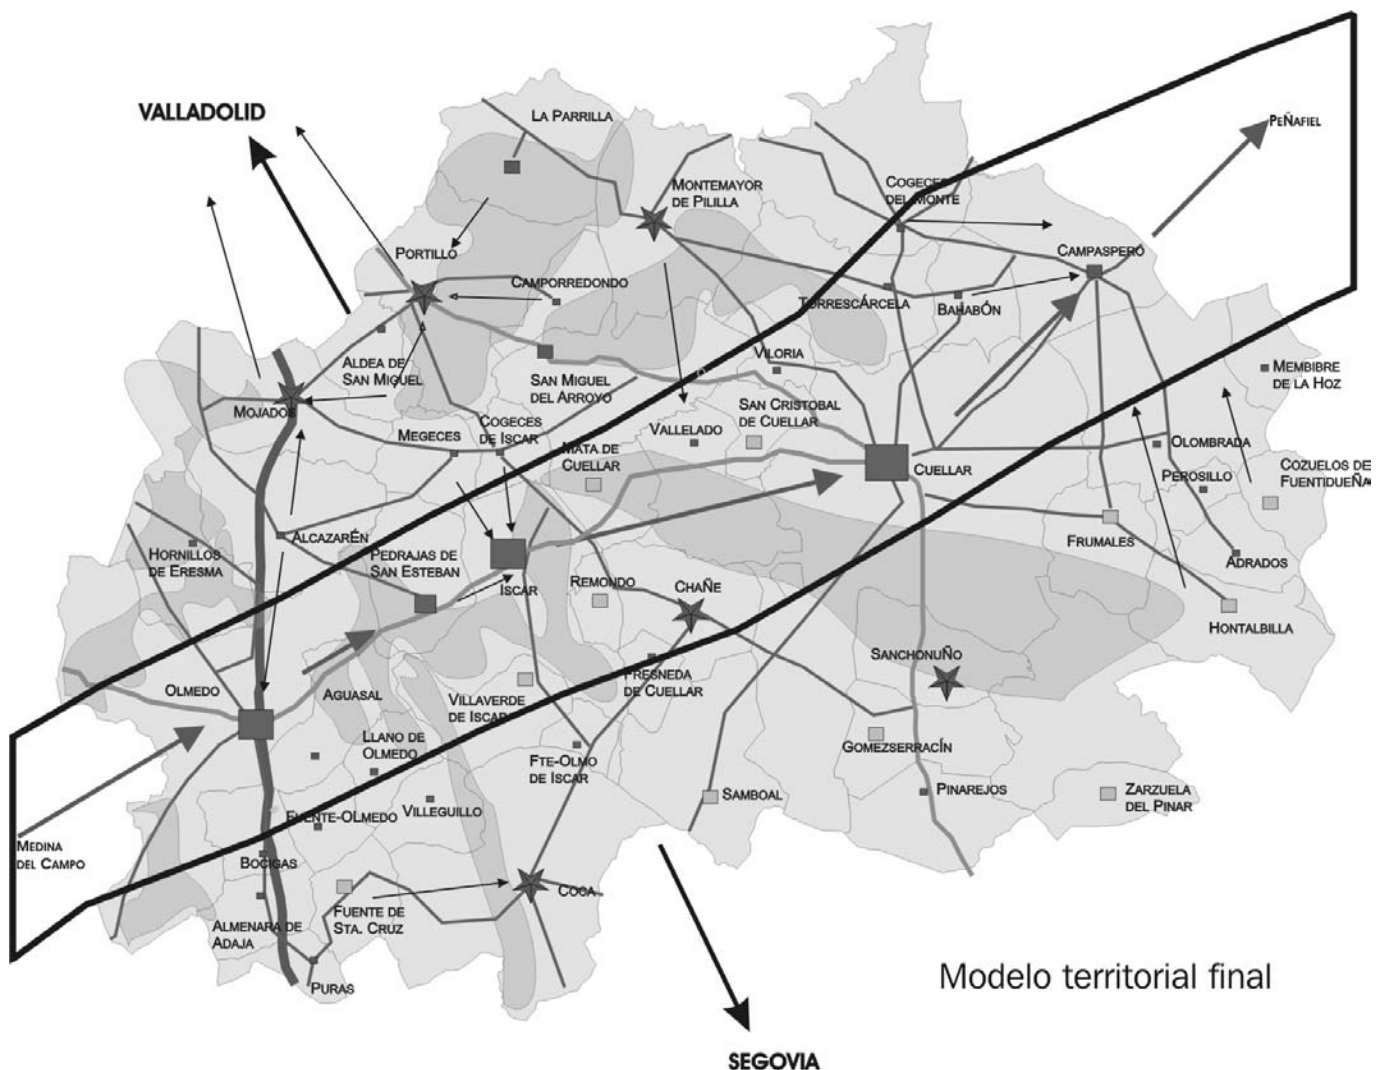 VALLADOLID
LA PARRILLA
PEÑAFIEL
MONTEMAYOR
DE PILILLA
COGECES
DEL MONTE
PORTILLO
CAMPASPERO
CAMPORREDONDO
TORRESCÁRCELA
BAHABÓN
ALDEA DE
SAN MIGUEL
VILORIA
MEMBIBRE
DE LA HOZ
SAN MIGUEL
DEL ARROYO
SAN CRISTOBAL
DE CUELLAR
MOJADOS
MEGECES
COGECES
DE ISCAR
VALLELADO
MATA DE
CUELLAR
OLOMBRADA
CUELLAR
PEROSILLO
COZUELOS DE
FUENTIDUEÑA
ALCAZARÉN
HORNILLOS
DE ERESMA
PEDRAJAS DE
SAN ESTEBAN
ISCAR
REMONDO
CHAÑE
FRUMALES
ADRADOS
HONTALBILLA
SANCHONUÑO
OLMEDO
AGUASAL
VILLAVERDE
DE ISCAR
FRESNEDA
DE CUELLAR
LLANO DE
OLMEDO
FTE-OLMO
DE ISCAR
GOMEZSERRACÍN
FUENTE-OLMEDO
VILLEGUILLO
SAMBOAL
PINAREJOS
ZARZUELA
DEL PINAR
MEDINA
DEL CAMPO
BOCIGAS
COCA
ALMENARA DE
ADAJA
FUENTE DE
STA. CRUZ
PURAS
Modelo territorial final
SEGOVIA